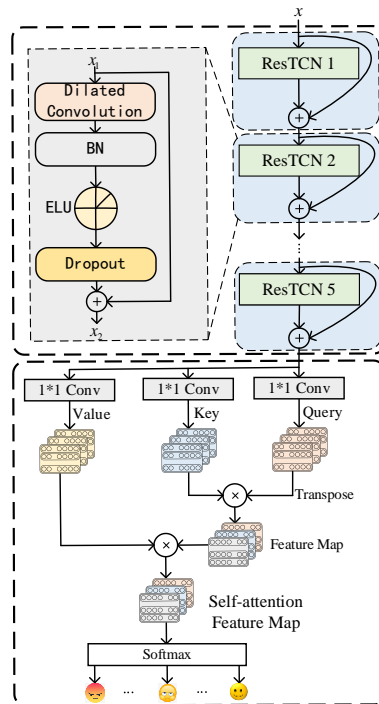 x
x1
Dilated
Convolution
BN
ELU
Dropout
+
x2
ResTCN 1
+
ResTCN 2
+
...
ResTCN 5
+
1*1 Conv
1*1 Conv
1*1 Conv
Value
Key
Query
×
Transpose
×
Feature Map
Self-attention
Feature Map
Softmax
... ...